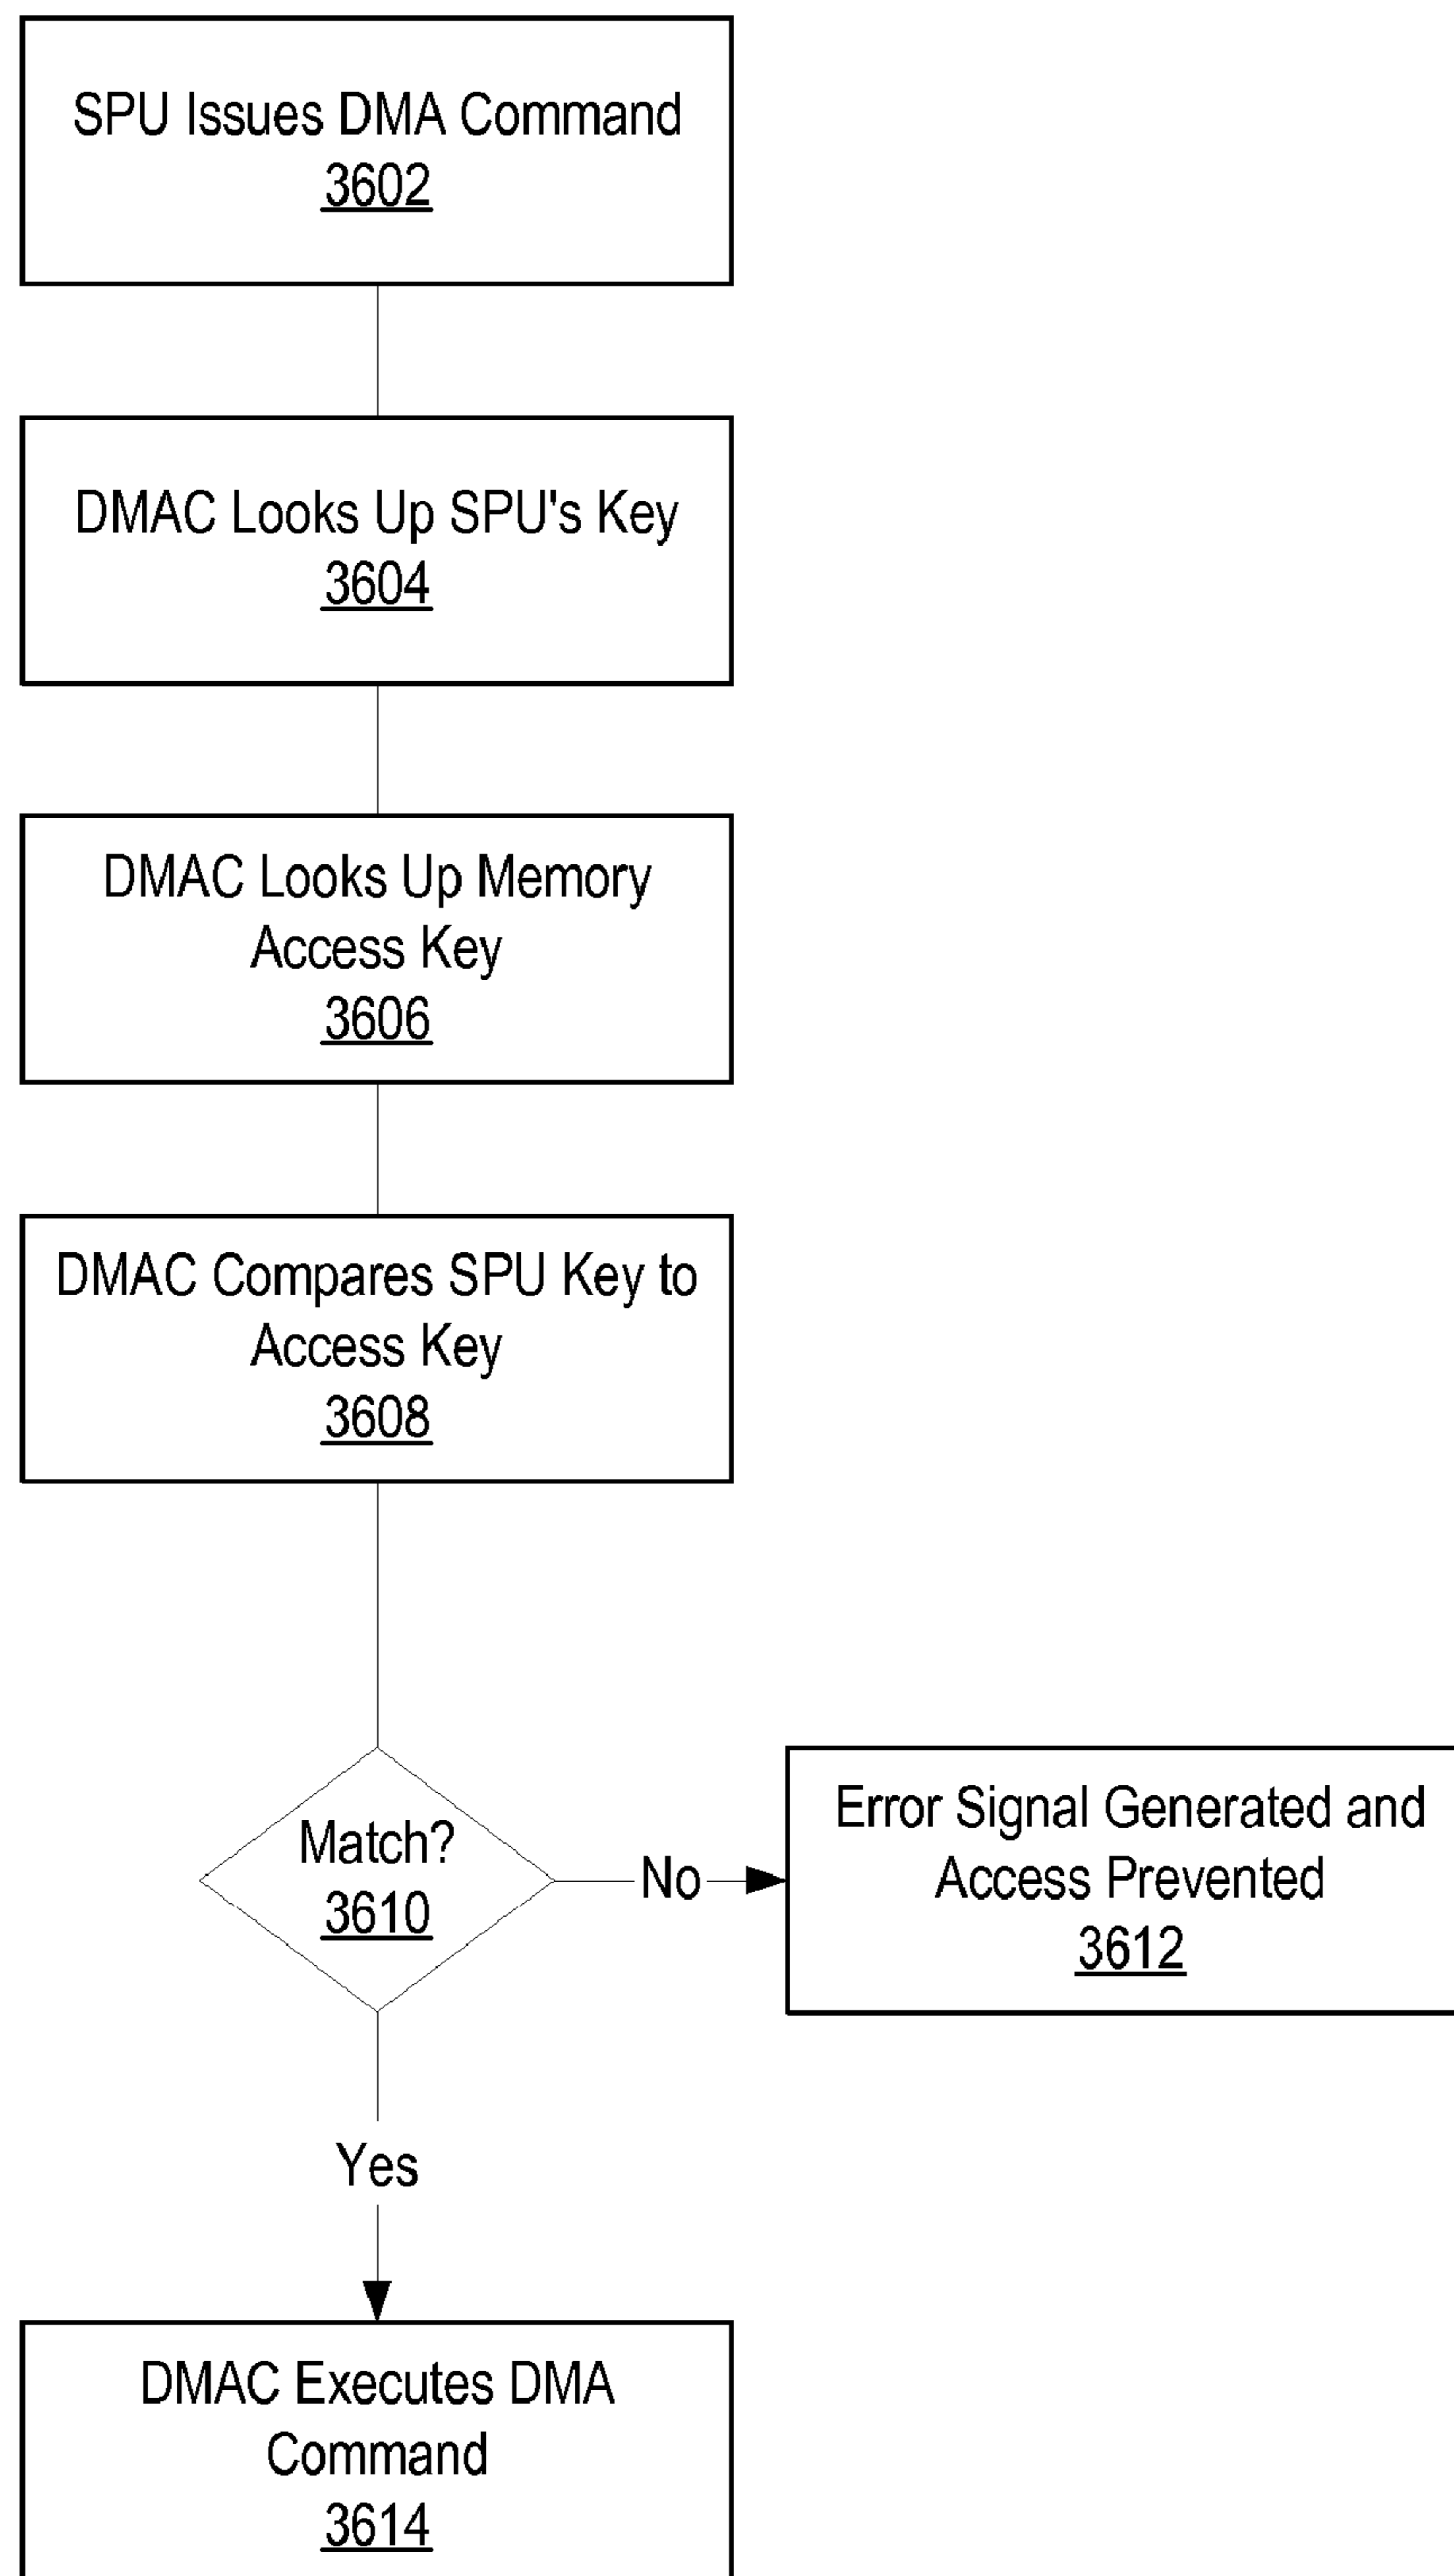 SPU Issues DMA Command
3602
DMAC Looks Up SPU's Key
3604
DMAC Looks Up Memory
Access Key
3606
DMAC Compares SPU Key to
Access Key
3608
Match?
3610
No
Error Signal Generated and
Access Prevented
3612
Yes
DMAC Executes DMA
Command
3614